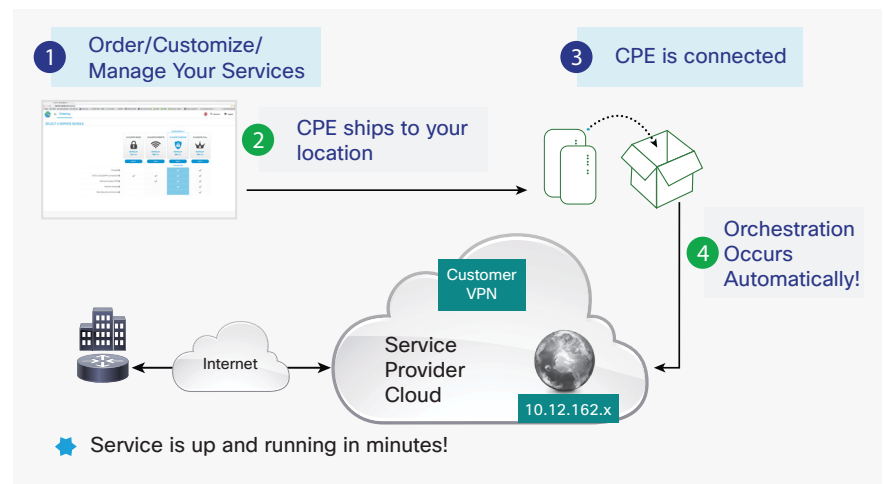 1
Order/Customize/
Manage Your Services
2
CPE ships to your
location
3
CPE is connected
4
Orchestration
Occurs
Automatically!
Customer
VPN
Service
Provider
Cloud
10.12.162.x
Internet
Service is up and running in minutes!